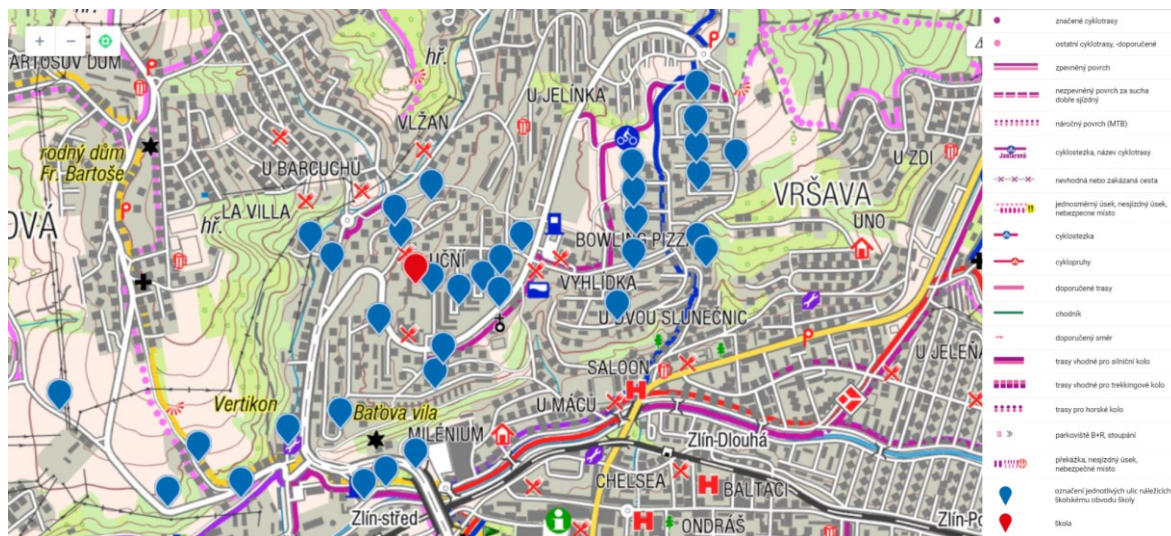 ARTOŠŮV DŮM
hř.
U JELÍNKA
VLŽAN
rodný dům
Fr. Bartoše
U BARCUCHŮ
U ZDI
VRŠAVA
LA VILLA
OVÁ
hř.
UNO
BOWLING PIZZ
UČNÍ
VYHLÍDKA
U DVOU SLUNEČNIC
U JELEŇA
SALOON
Vertikon
Baťova vila
U MÁCŮ
MILÉNIUM
Zlín-Dlouhá
CHELSEA
BALTACI
Zlín-střed
ONDRÁŠ
Zlín-Po
značené cyklotrasy
ostatní cyklotrasy, -doporučené
zpevněný povrch
nezpevněný povrch za sucha
dobře sjízdný
náročný povrch (MTB)
cyklostezka, název cyklotrasy
nevhodná nebo zakázaná cesta
jednosměrný úsek, nesjízdný úsek,
nebezpecne místo
cyklostezka
cyklopruhy
doporučené trasy
chodník
doporučený směr
trasy vhodné pro silniční kolo
trasy vhodné pro trekkingové kolo
trasy pro horské kolo
parkoviště B+R, stoupání
překážka, nesjízdný úsek,
nebezpečné místo
označení jednotlivých ulic náležících
školskému obvodu školy
škola